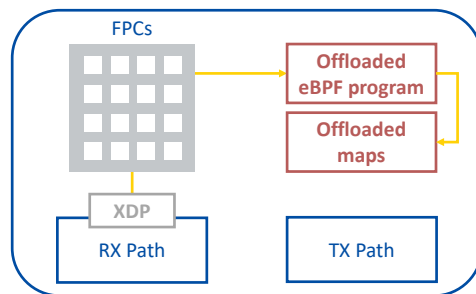 FPCs
Offloaded
eBPF program
Offloaded
maps
XDP
RX Path
TX Path